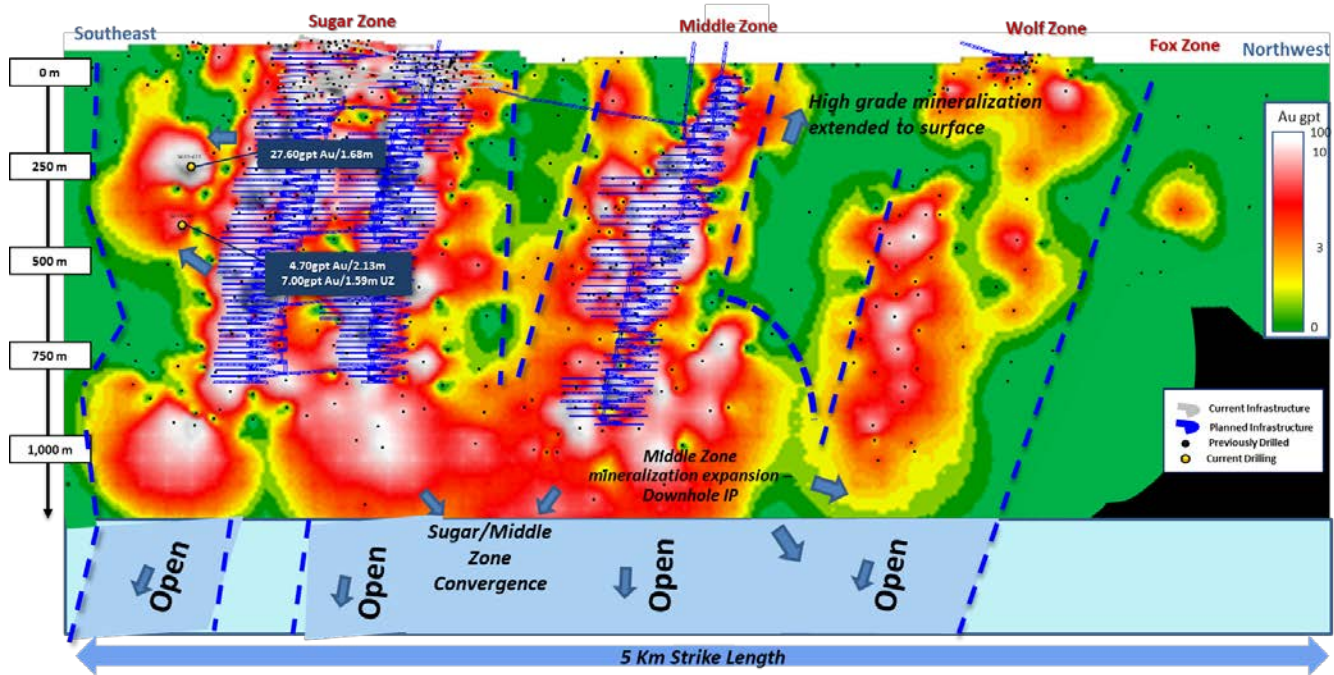 Southeast
Sugar Zone
Middle Zone
Wolf Zone
Fox Zone
Northwest
0 m
250 m
500 m
750 m
1,000 m
27.60gpt Au/1.68m
4.70gpt Au/2.13m
7.00gpt Au/1.59m UZ
High grade mineralization
extended to surface
Au gpt
100
10
3
0
Current Infrastructure
Planned Infrastructure
Previously Drilled
Current Drilling
Middle Zone
mineralization expansion –
Downhole IP
Sugar/Middle
Zone
Convergence
Open
Open
Open
Open
5 Km Strike Length